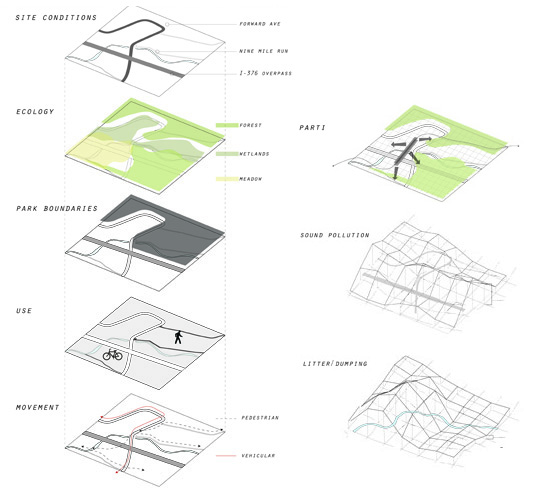 SITE CONDITIONS
FORWARD AVE
NINE MILE RUN
I-376 OVERPASS
ECOLOGY
FOREST
WETLANDS
MEADOW
PARK BOUNDARIES
USE
MOVEMENT
PEDESTRIAN
VEHICULAR
PARTI
SOUND POLLUTION
LITTER/DUMPING